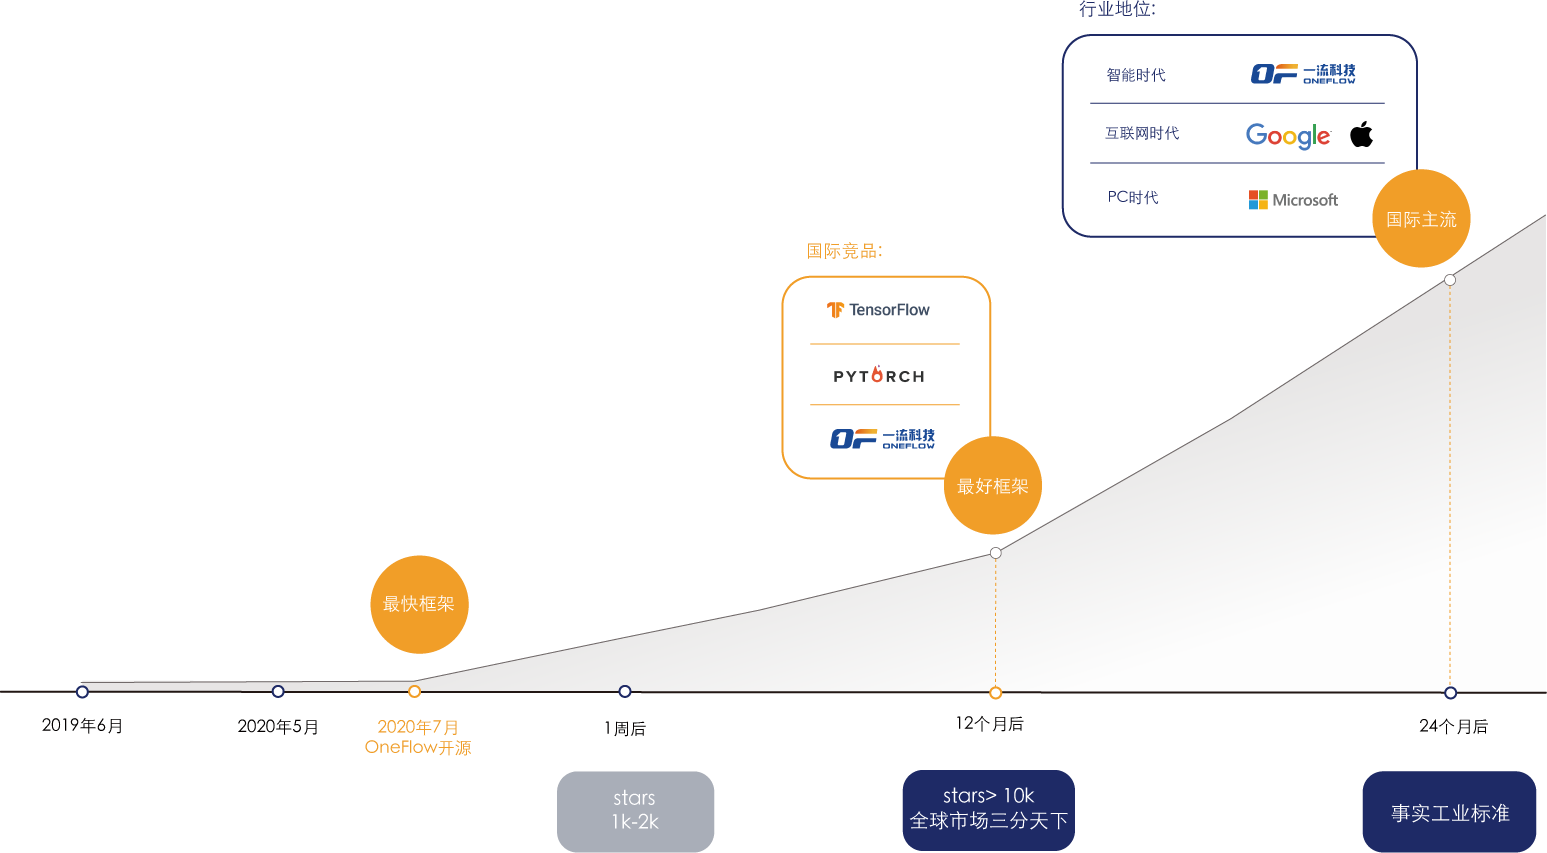 行业地位:
智能时代
OF 一流科技
ONEFLOW
互联网时代
Google
PC时代
Microsoft
国际主流
国际竞品:
TensorFlow
PYTORCH
OF 一流科技
ONEFLOW
最好框架
最快框架
2019年6月
2020年5月
2020年7月
OneFlow开源
1周后
12个月后
24个月后
stars
1k-2k
stars> 10k
全球市场三分天下
事实工业标准